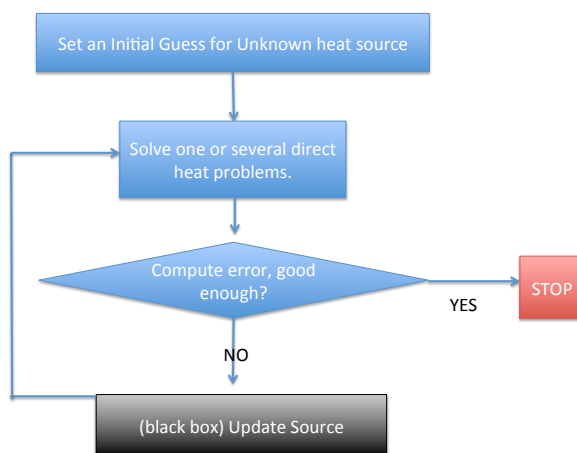 Set an Initial Guess for Unknown heat source
Solve one or several direct
heat problems.
Compute error, good
enough?
STOP
YES
NO
(black box) Update Source